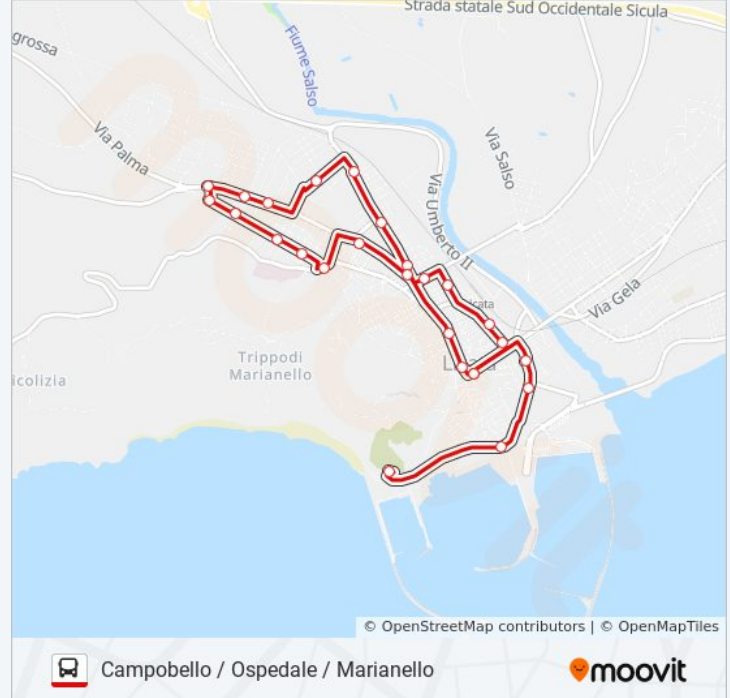 Strada statale Sud Occidentale Sicula
grossa
Fiume Salso
Via Palma
Via Salso
Via Umberto II
Via Gela
icata
Trippodi
Marianello
icolizia
© OpenStreetMap contributors | © OpenMapTiles
Campobello / Ospedale / Marianello
moovit